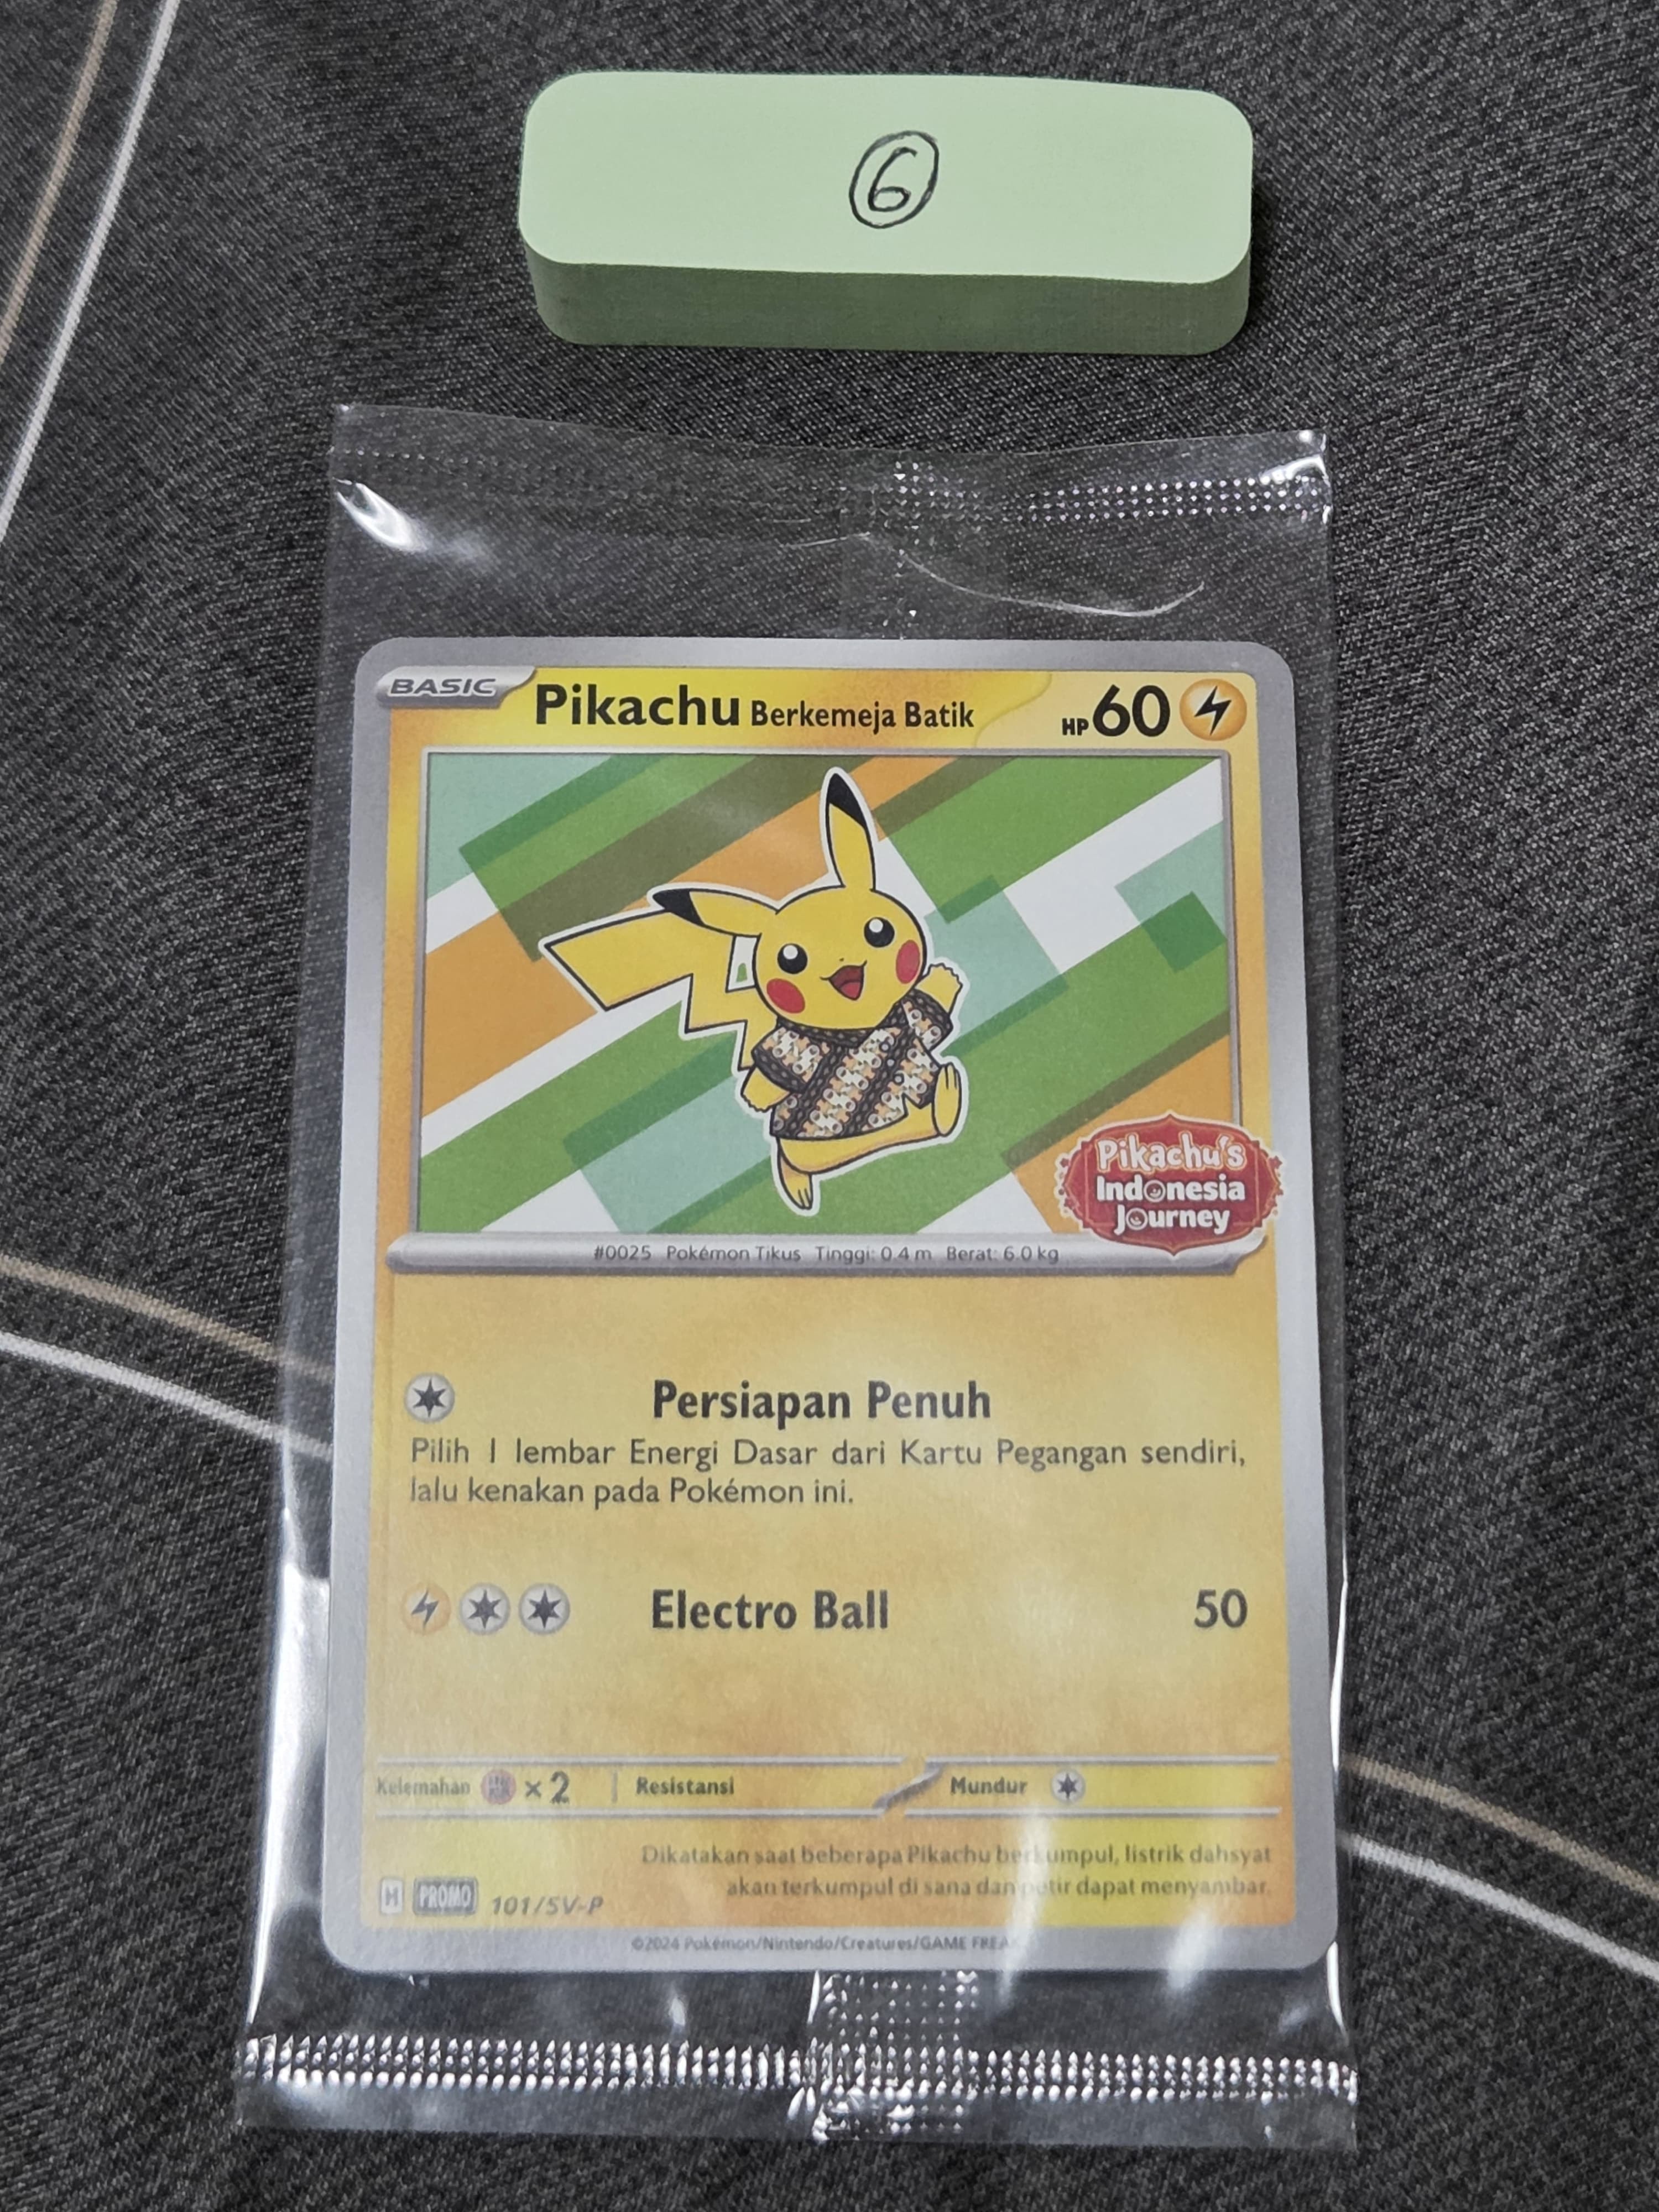 6
BASIC Pikachu Berkemeja Batik HP 60
Pikachu's
Indonesia
Journey
#0025 Pokémon Tikus Tinggi: 0.4 m Berat: 6.0 kg
Persiapan Penuh
Pilih 1 lembar Energi Dasar dari Kartu Pegangan sendiri,
lalu kenakan pada Pokémon ini.
Electro Ball 50
Kelemahan ×2 Resistansi Mundur
Dikatakan saat beberapa Pikachu berkumpul, listrik dahsyat
akan terkumpul di sana dan petir dapat menyambar.
H PROMO 101/SV-P
©2024 Pokémon/Nintendo/Creatures/GAME FREAK